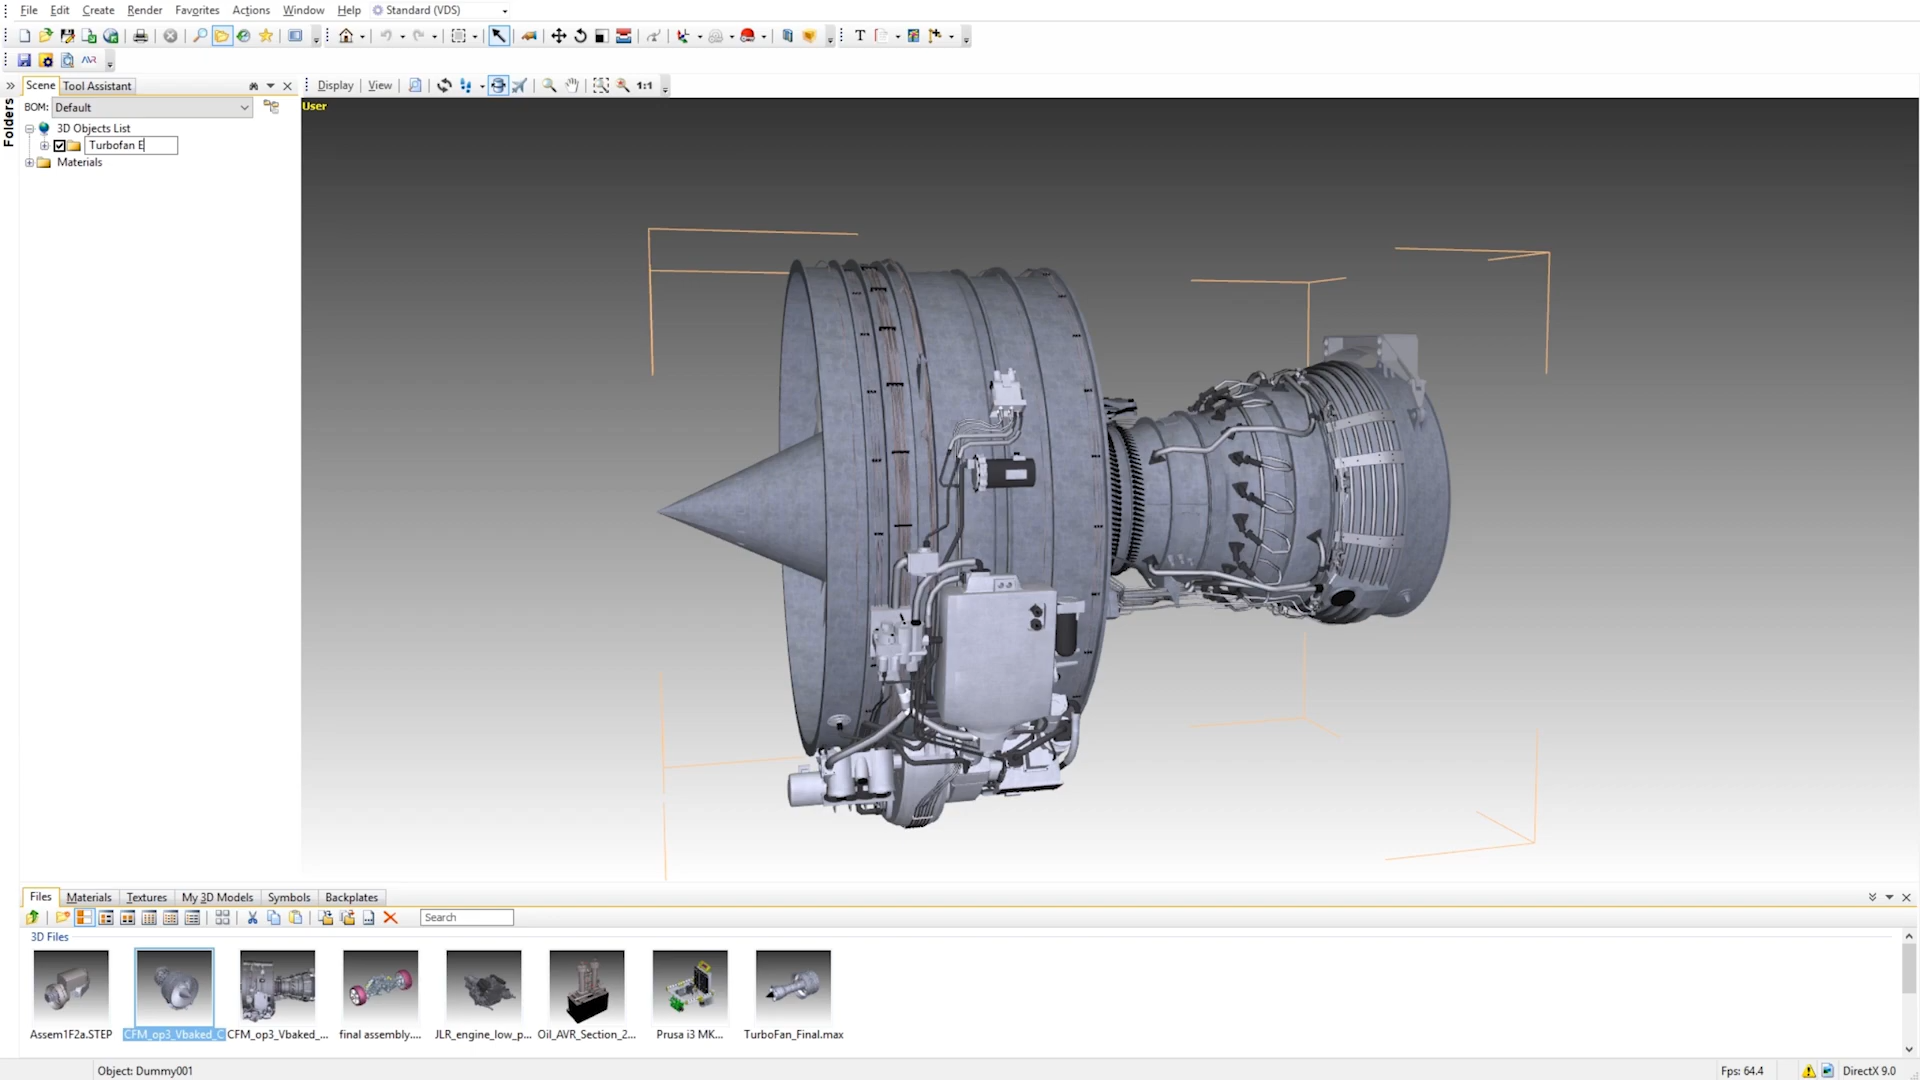 File Edit Create Render Favorites Actions Window Help Standard (VDS)
T
AVR
Scene Tool Assistant
Display View 1:1
Folders
BOM: Default
User
3D Objects List
Turbofan E
Materials
Files Materials Textures My 3D Models Symbols Backplates
Search
3D Files
Assem1F2a.STEP CFM_op3_Vbaked_C CFM_op3_Vbaked_... final assembly.... JLR_engine_low_p... Oil_AVR_Section_2... Prusa i3 MK... TurboFan_Final.max
Object: Dummy001 Fps: 64.4 DirectX 9.0